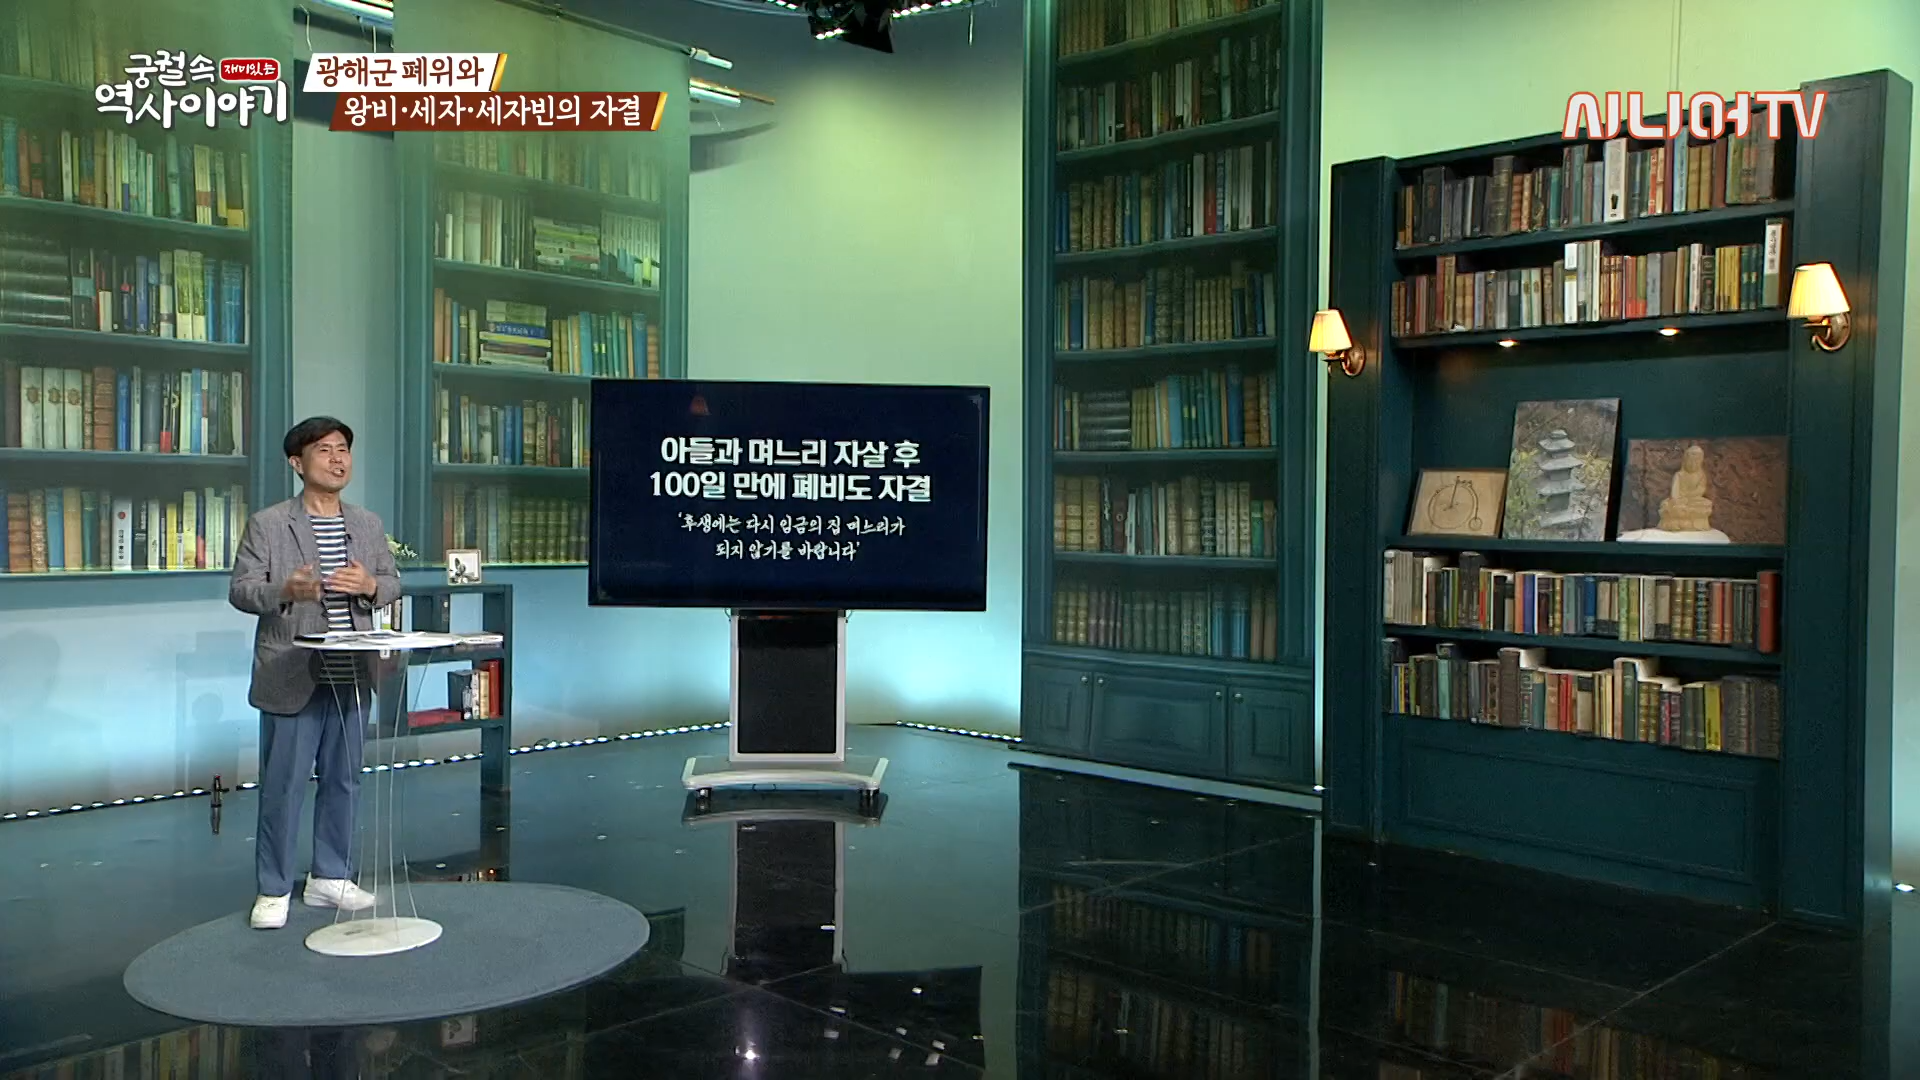 궁궐 속
재미있는
역사이야기
광해군 폐위와
왕비·세자·세자빈의 자결
시니어TV
아들과 며느리 자살 후
100일 만에 폐비도 자결
‘후생에는 다시 임금의 집 며느리가
되지 않기를 바랍니다’